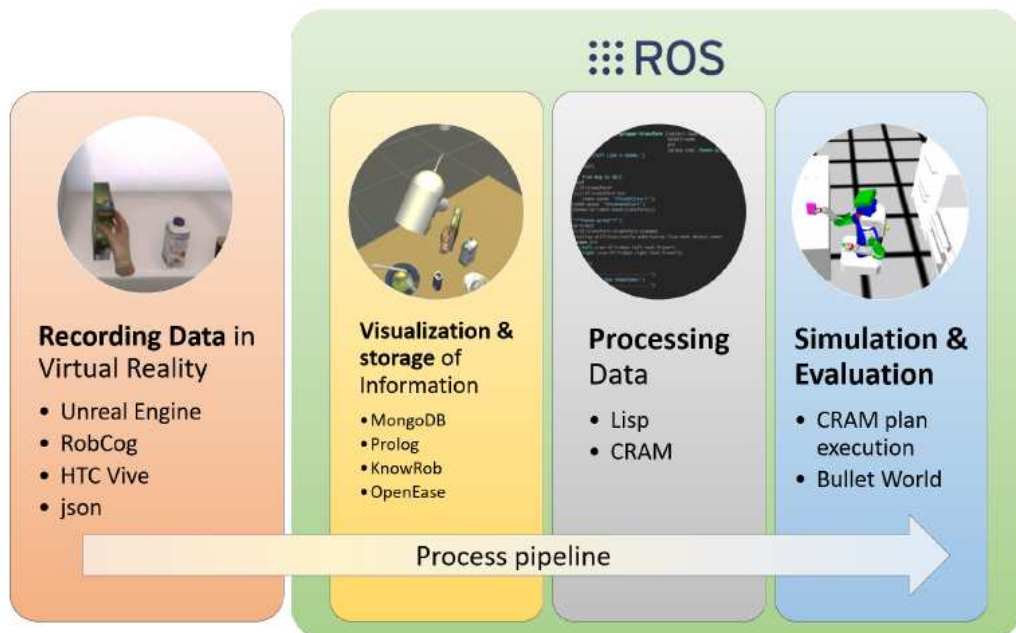 ROS
Recording Data in
Virtual Reality
• Unreal Engine
• RobCog
• HTC Vive
• json
Visualization &
storage of
Information
• MongoDB
• Prolog
• KnowRob
• OpenEase
Processing
Data
• Lisp
• CRAM
Simulation &
Evaluation
• CRAM plan
execution
• Bullet World
Process pipeline